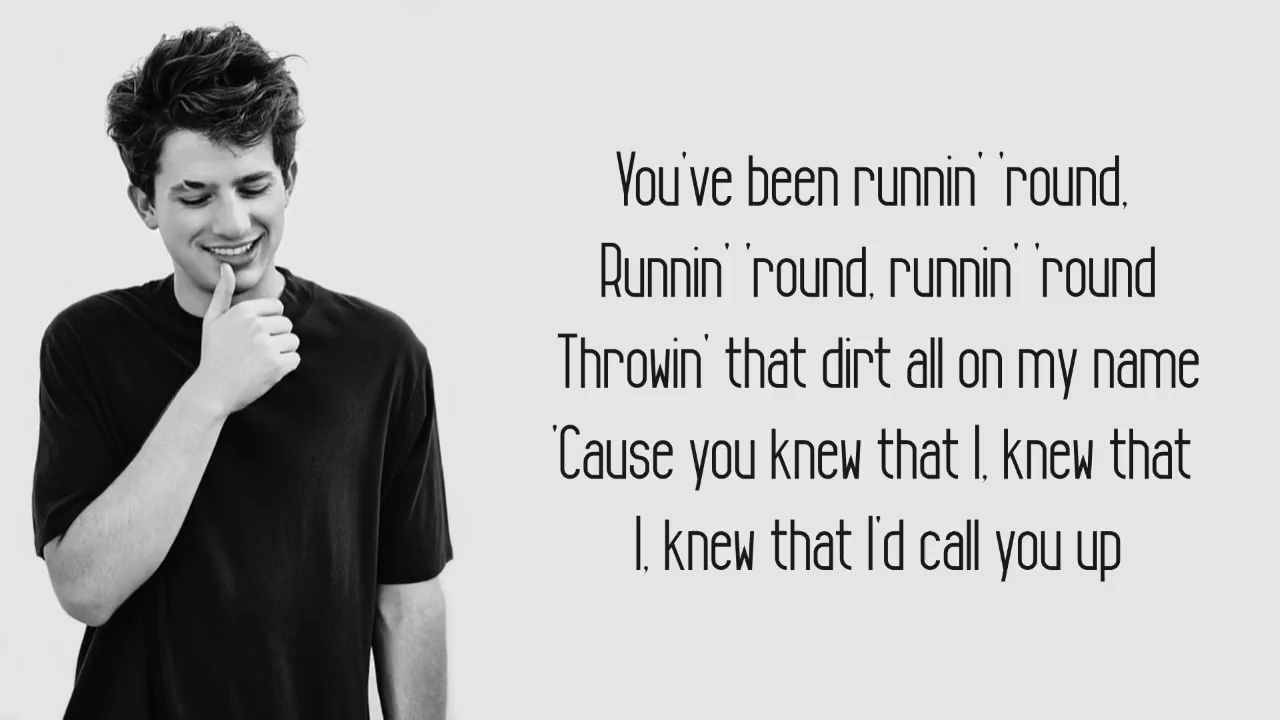 You've been runnin' 'round,
Runnin' 'round, runnin' 'round
Throwin' that dirt all on my name
'Cause you knew that I, knew that
I, knew that I'd call you up